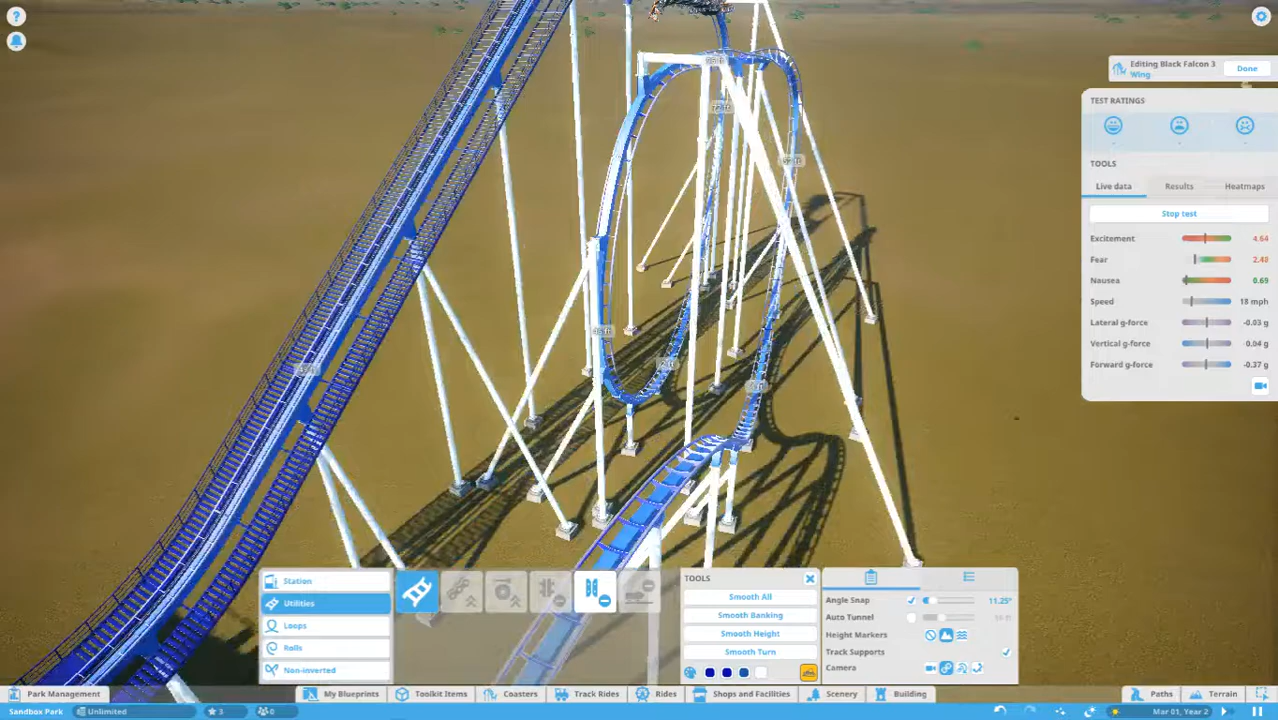 ?
Editing Black Falcon 3
Wing
Done
TEST RATINGS
TOOLS
Live data Results Heatmaps
Stop test
Excitement 4.64
Fear 2.40
Nausea 0.69
Speed 18 mph
Lateral g-force -0.03 g
Vertical g-force 0.04 g
Forward g-force -0.37 g
Station
Utilities
Loops
Rolls
Non-inverted
TOOLS
Smooth All
Smooth Banking
Smooth Height
Smooth Turn
Angle Snap 11.25°
Auto Tunnel
Height Markers
Track Supports
Camera
Park Management My Blueprints Toolkit Items Coasters Track Rides Rides Shops and Facilities Scenery Building Paths Terrain
Sandbox Park Unlimited 3 0 Mar 01, Year 2